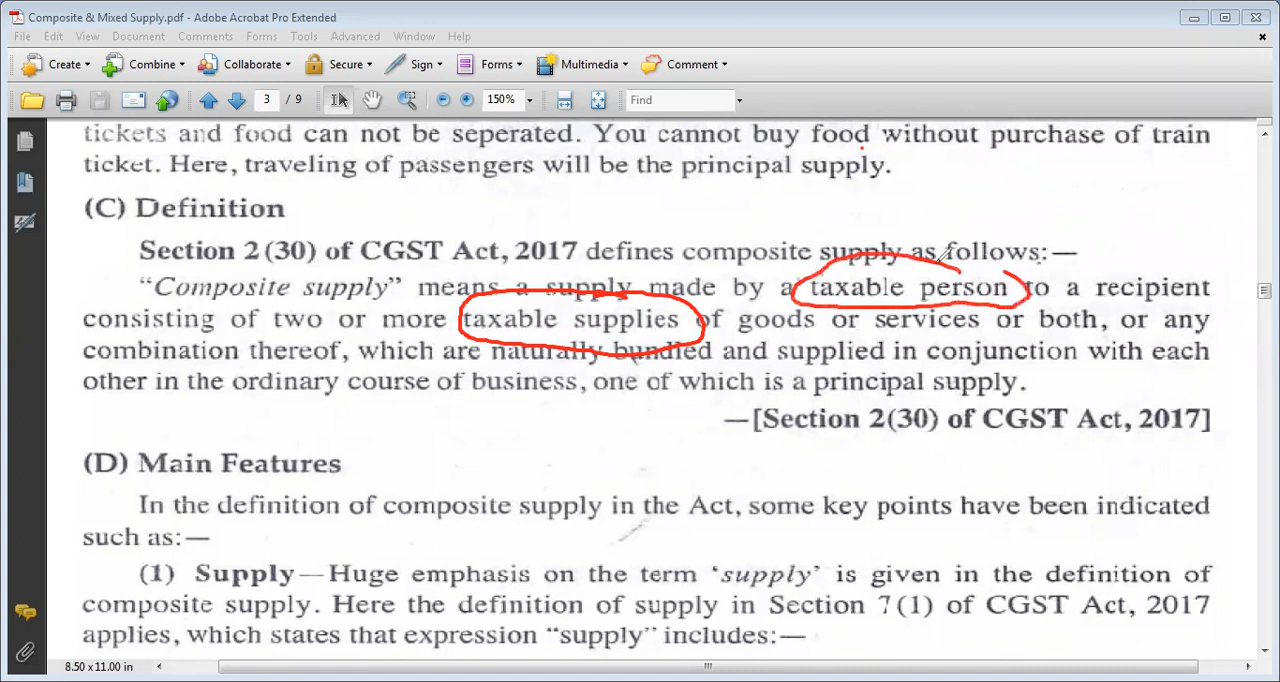 Composite & Mixed Supply.pdf - Adobe Acrobat Pro Extended
File Edit View Document Comments Forms Tools Advanced Window Help
Create Combine Collaborate Secure Sign Forms Multimedia Comment
3 / 9 150% Find
tickets and food can not be seperated. You cannot buy food without purchase of train
ticket. Here, traveling of passengers will be the principal supply.
(C) Definition
Section 2 (30) of CGST Act, 2017 defines composite supply as follows:—
“Composite supply” means a supply made by a taxable person to a recipient
consisting of two or more taxable supplies of goods or services or both, or any
combination thereof, which are naturally bundled and supplied in conjunction with each
other in the ordinary course of business, one of which is a principal supply.
—[Section 2(30) of CGST Act, 2017]
(D) Main Features
In the definition of composite supply in the Act, some key points have been indicated
such as:—
(1) Supply—Huge emphasis on the term ‘supply’ is given in the definition of
composite supply. Here the definition of supply in Section 7(1) of CGST Act, 2017
applies, which states that expression “supply” includes:—
8.50 x 11.00 in